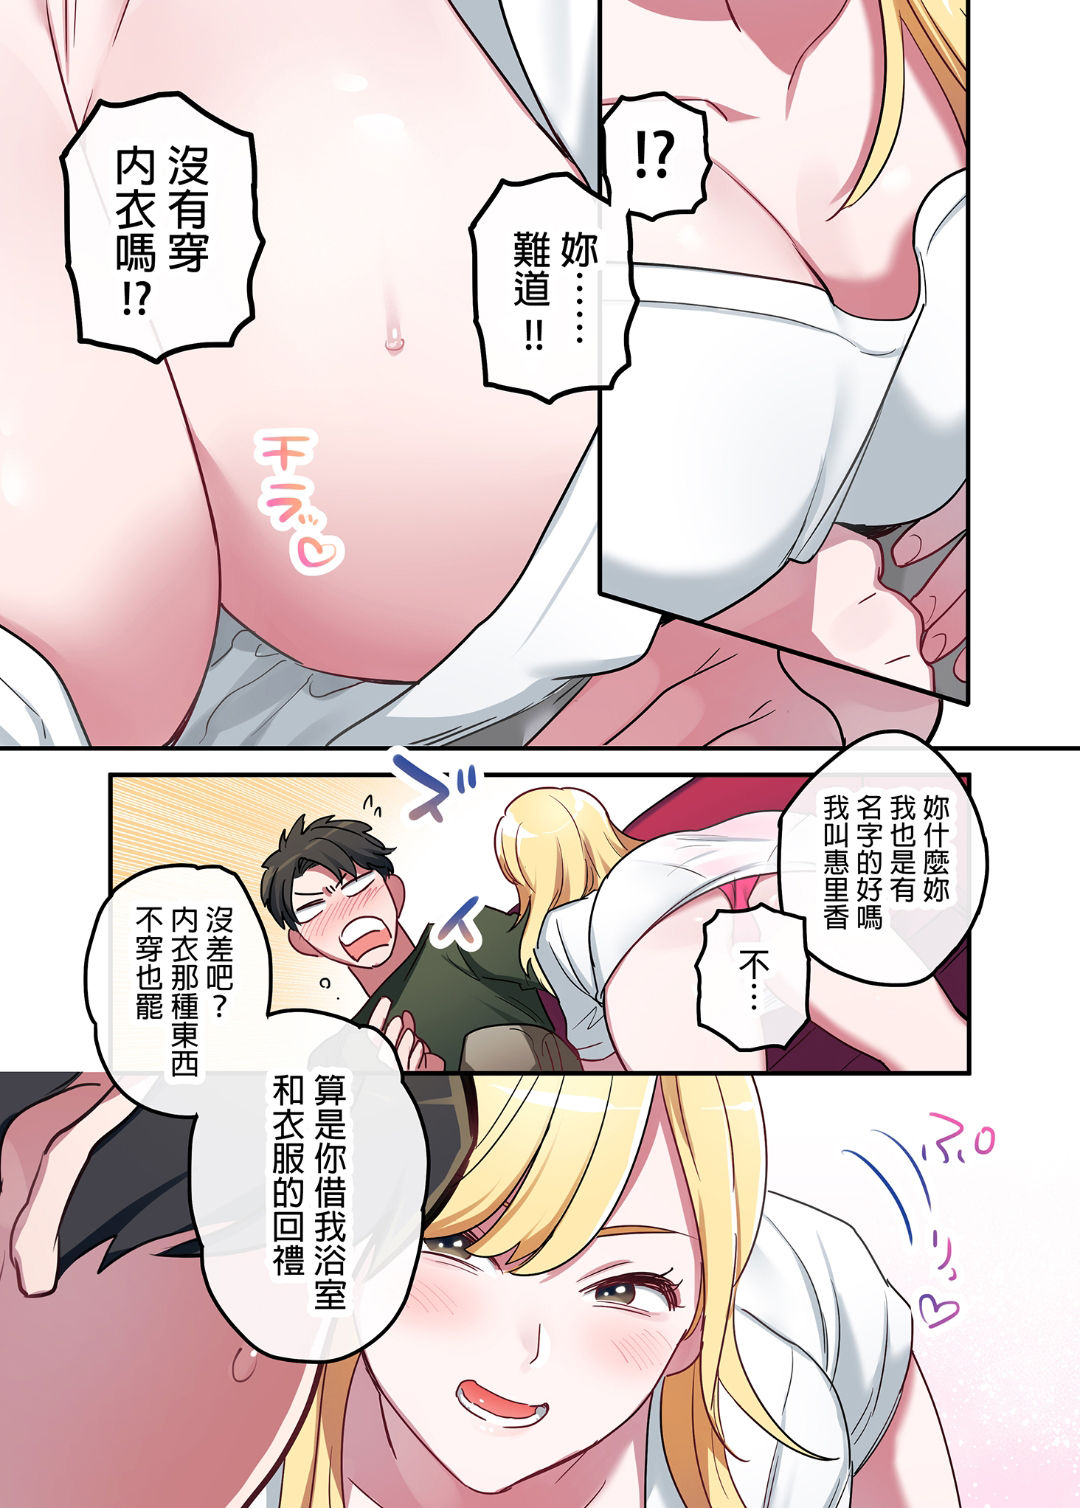 !?
妳……
難道!!
沒有穿
内衣嗎!?
チラッ♡
妳什麼妳
我也是有
名字的好嗎
我叫惠里香
不…
ズイ
沒差吧？
内衣那種東西
不穿也罷
算是你借我浴室
和衣服的回禮
ぷりっ♡